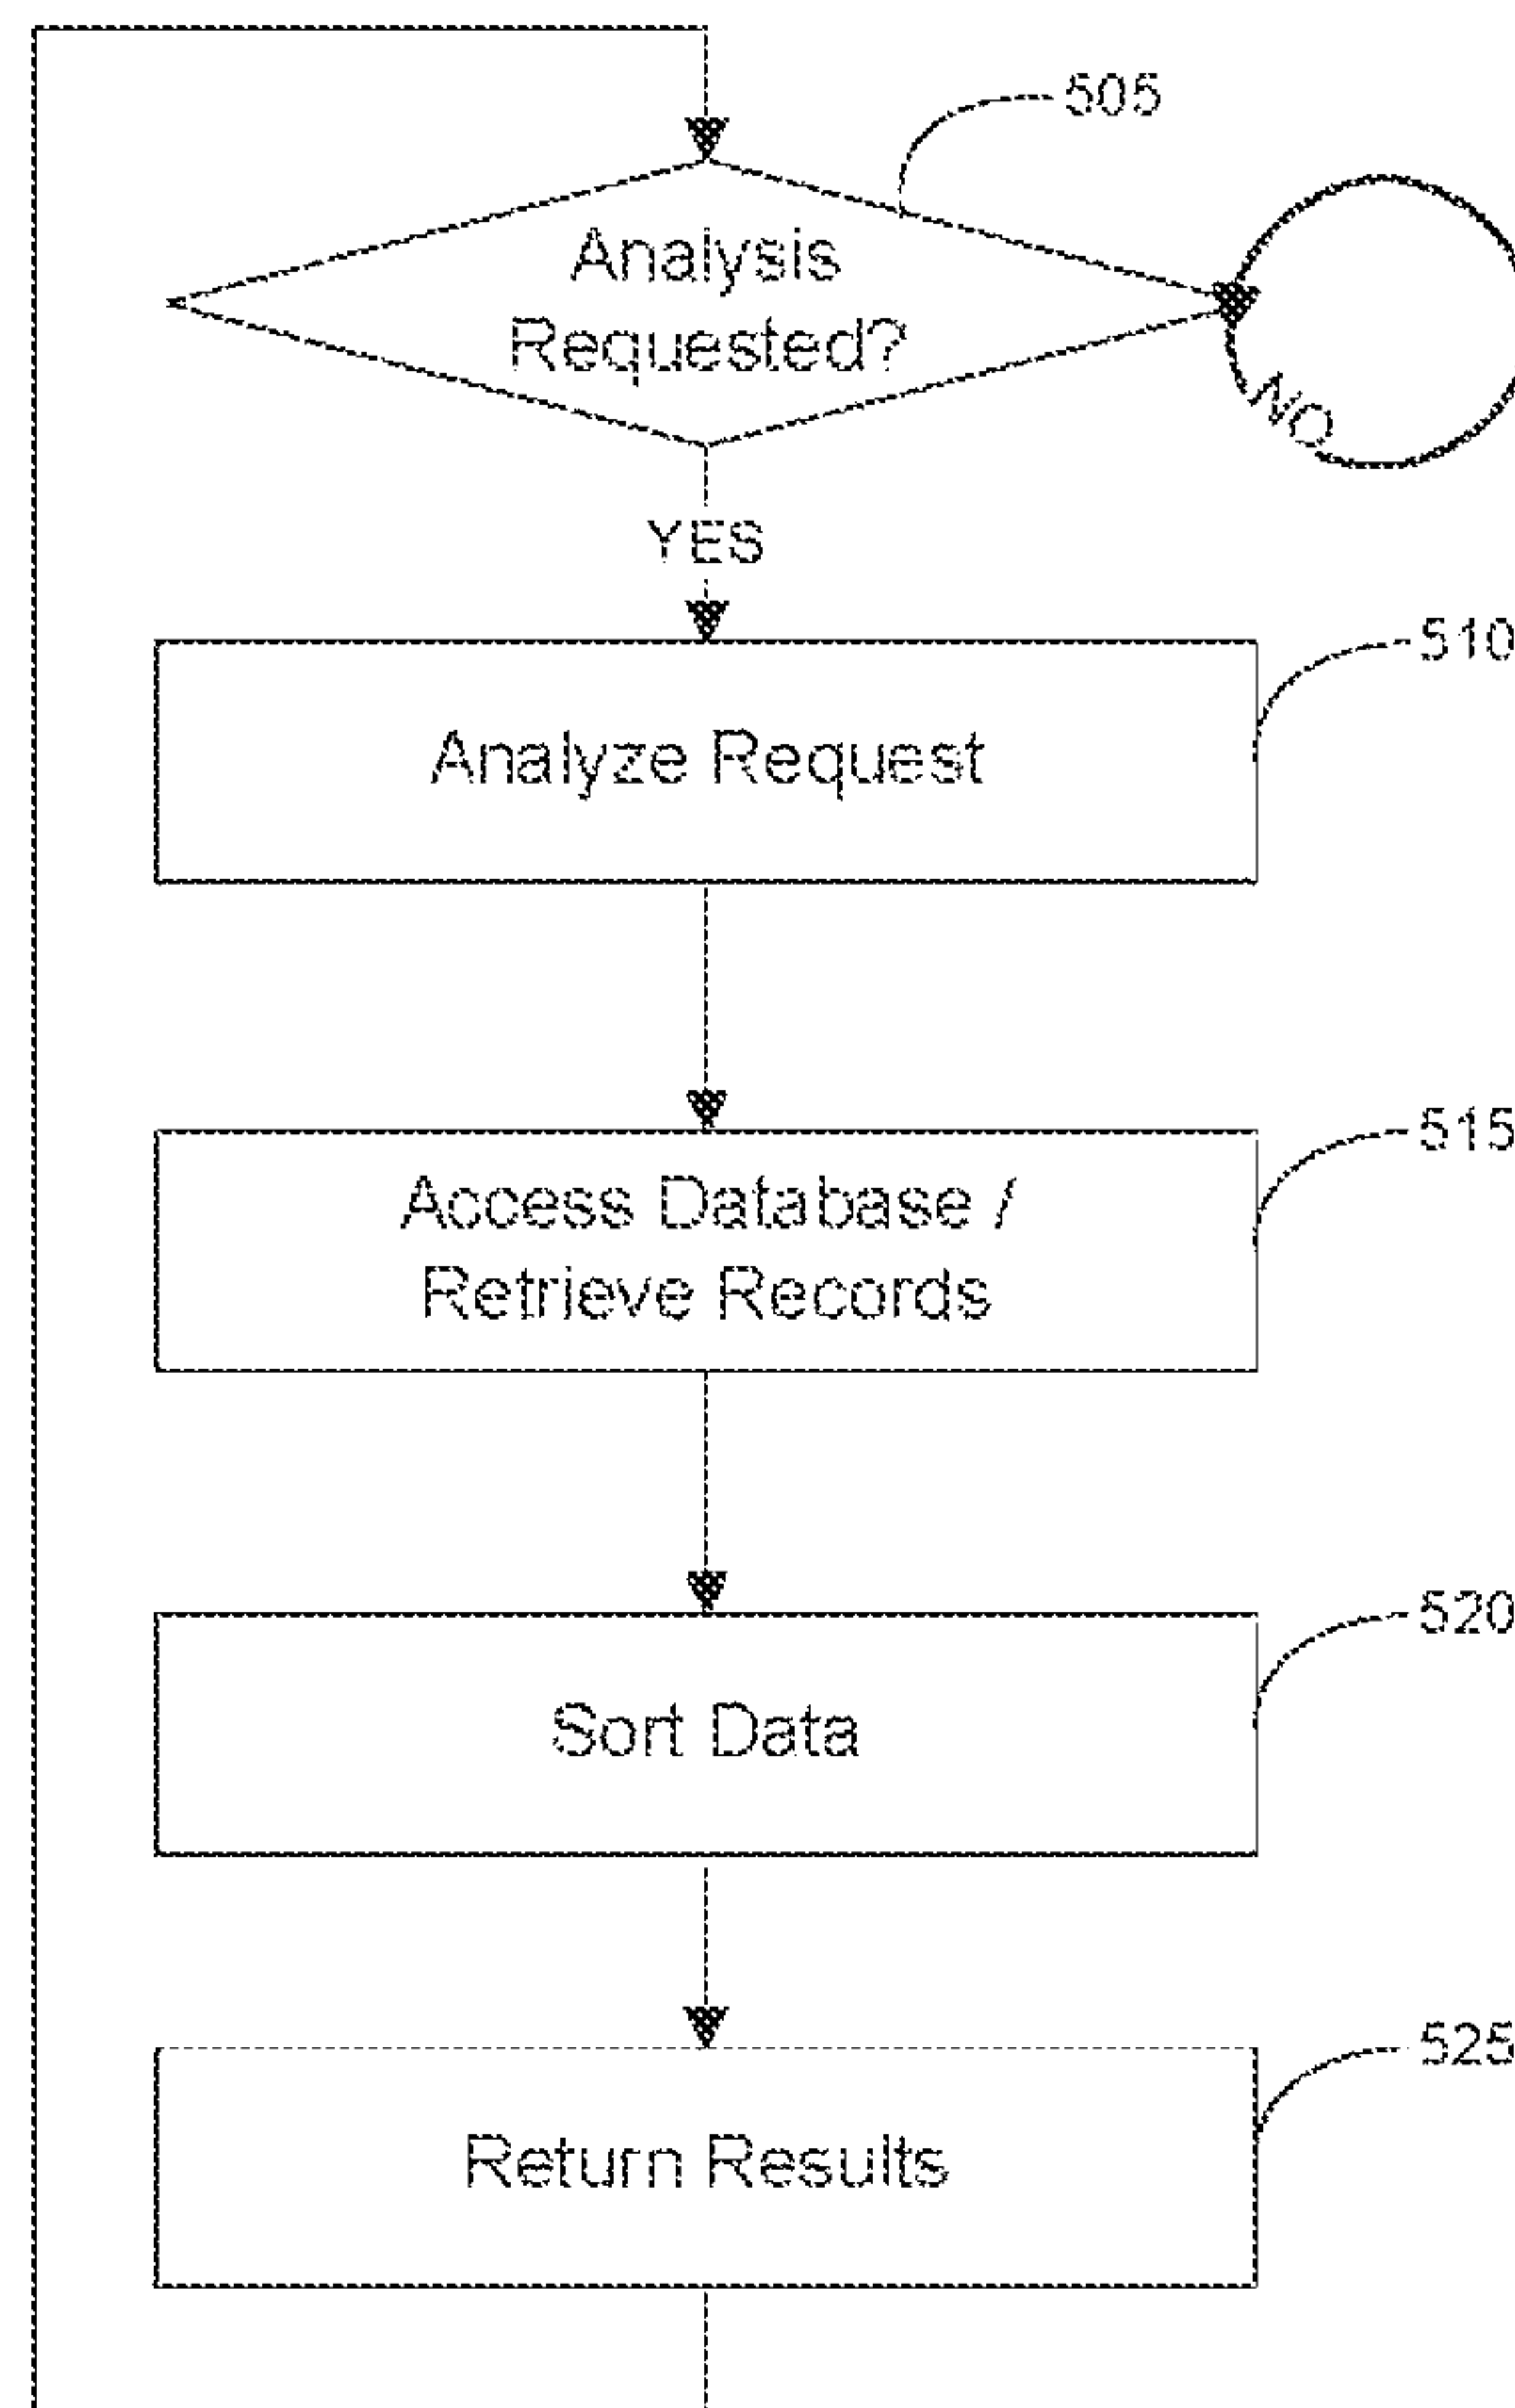 505
Analysis
Requested?
NO
YES
510
Analyze Request
515
Access Database /
Retrieve Records
520
Sort Data
525
Return Results